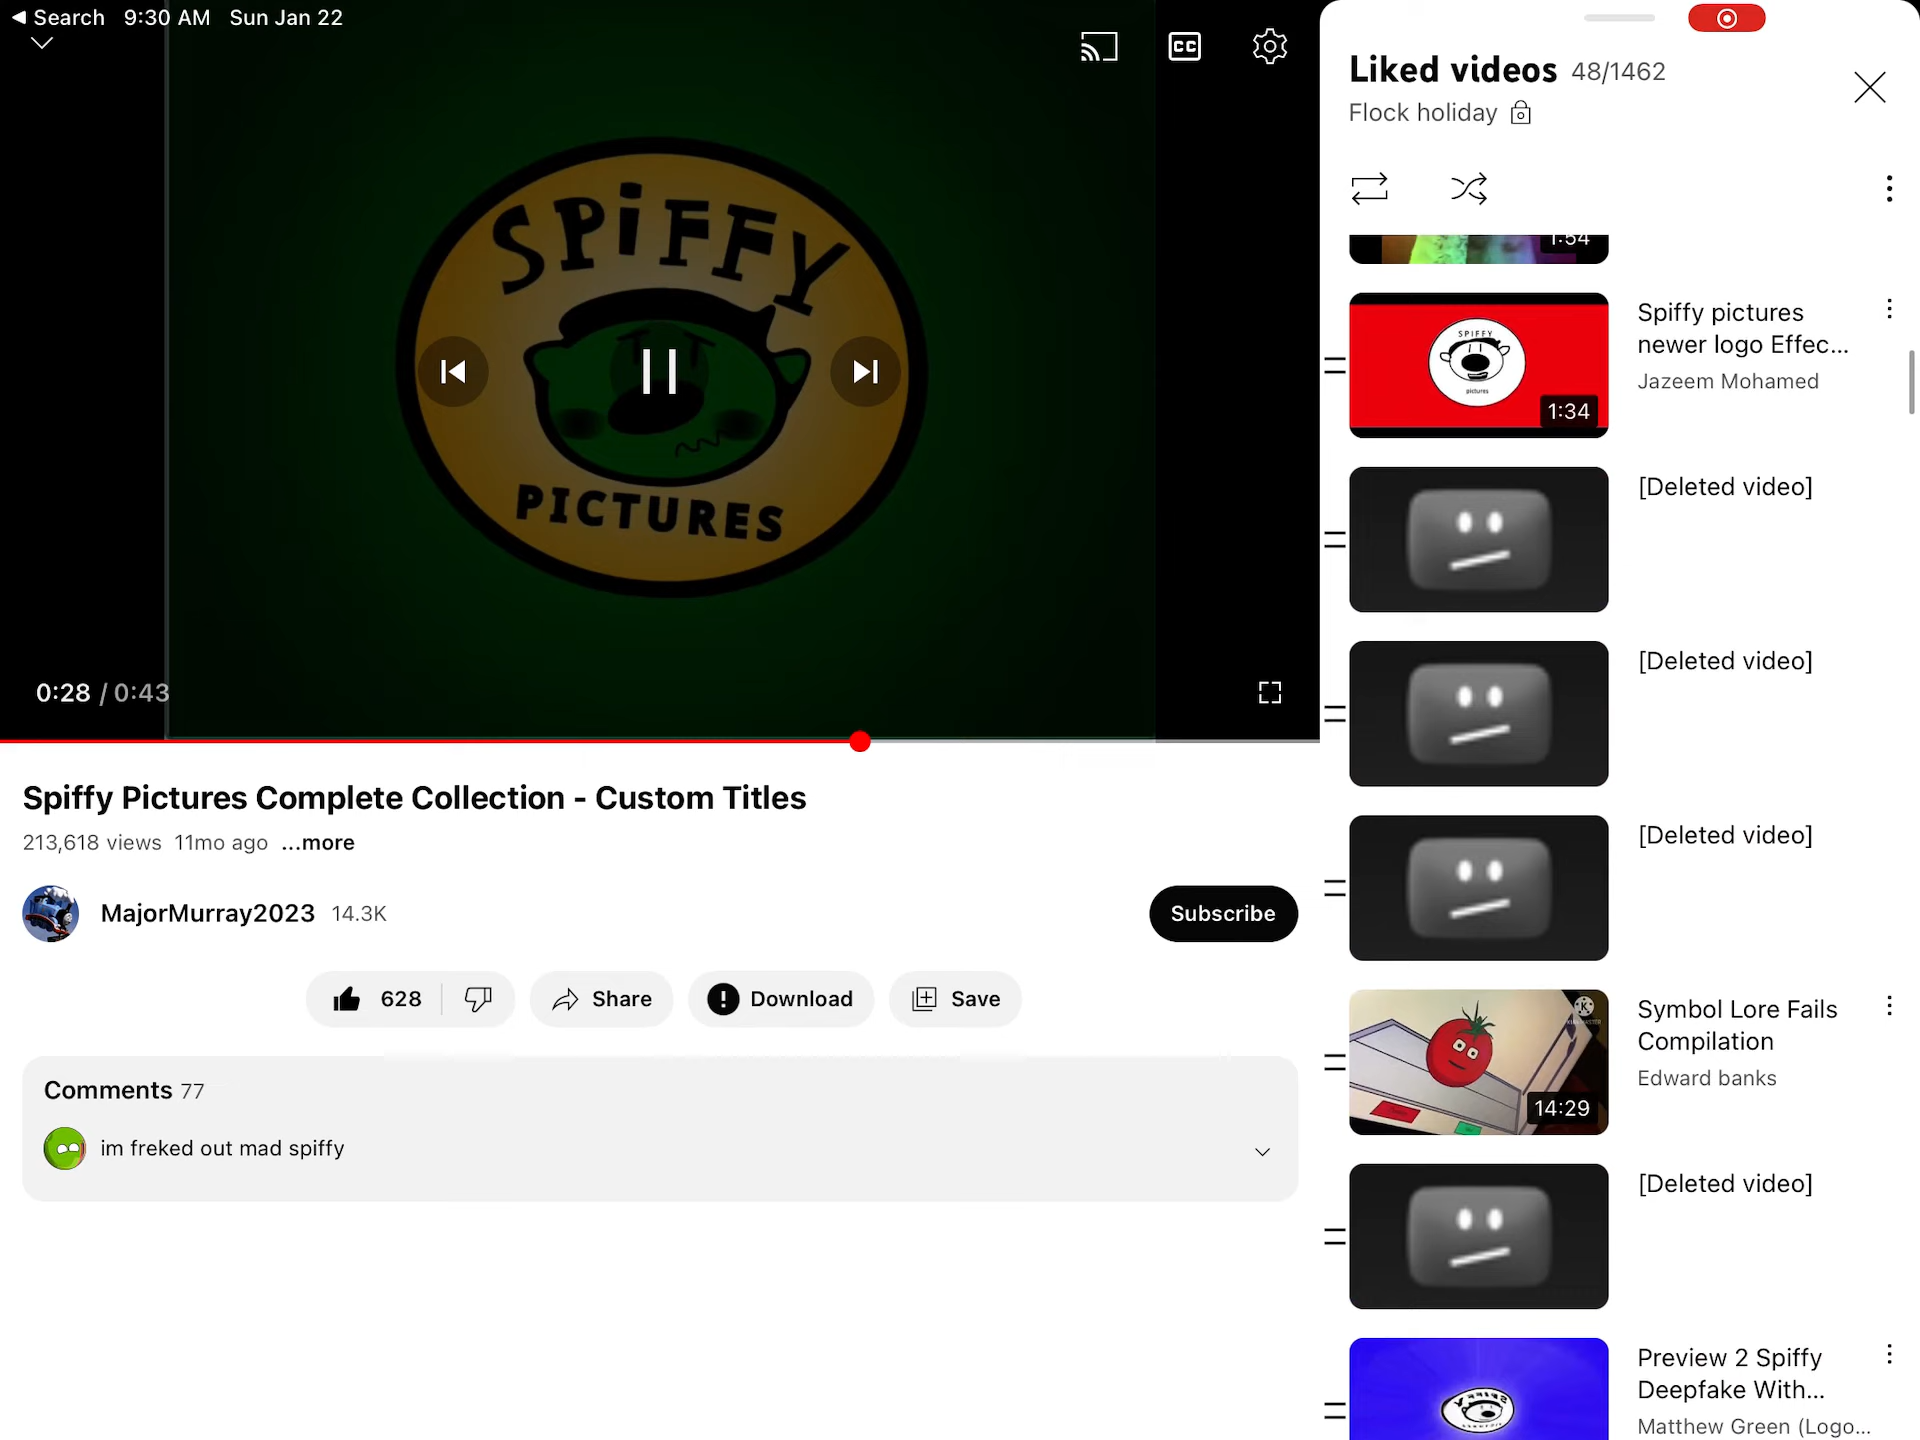 ◀ Search 9:30 AM Sun Jan 22
CC
SPiFFY
PICTURES
0:28 / 0:43
Spiffy Pictures Complete Collection - Custom Titles
213,618 views 11mo ago ...more
MajorMurray2023 14.3K
Subscribe
628
Share
Download
Save
Comments 77
im freked out mad spiffy
Liked videos 48/1462
Flock holiday
1:54
SPIFFY
pictures
1:34
Spiffy pictures
newer logo Effec...
Jazeem Mohamed
[Deleted video]
[Deleted video]
[Deleted video]
14:29
Symbol Lore Fails
Compilation
Edward banks
[Deleted video]
Preview 2 Spiffy
Deepfake With...
Matthew Green (Logo...